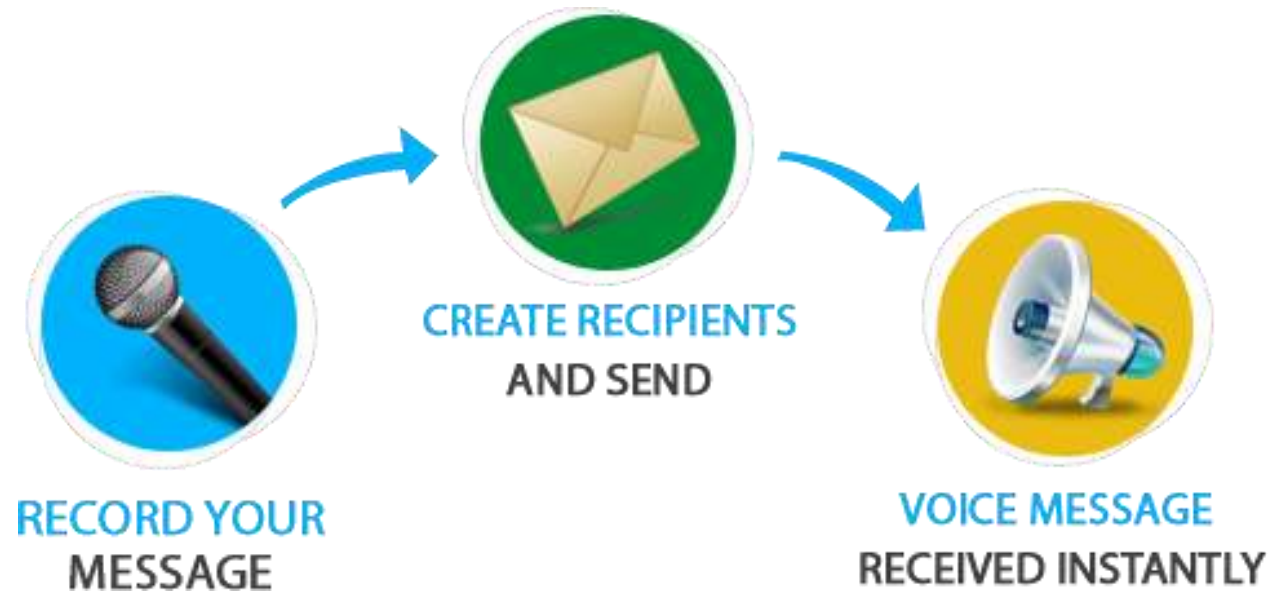 RECORD YOUR
MESSAGE
CREATE RECIPIENTS
AND SEND
VOICE MESSAGE
RECEIVED INSTANTLY